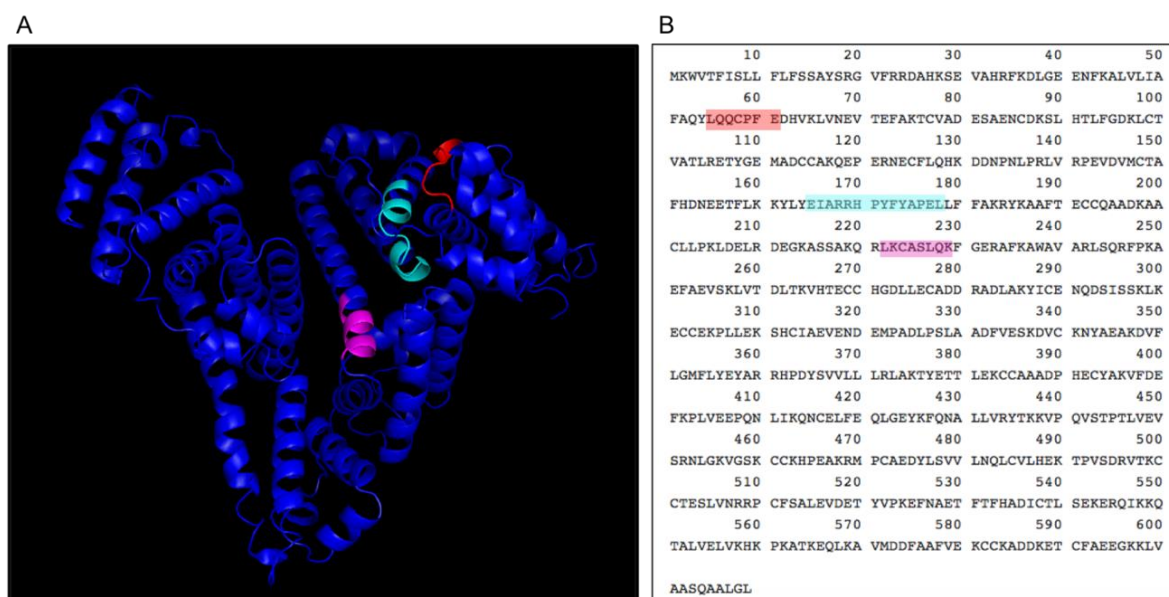 A
B
10 20 30 40 50
MKWVTFISLL FLFSSAYSRG VFRRDAHKSE VAHRFKDLGE ENFKALVLIA
60 70 80 90 100
FAQYLQQCPF EDHVKLVNEV TEFAKTCVAD ESAENCDKSL HTLFGDKLCT
110 120 130 140 150
VATLRETYGE MADCCAKQEP ERNECFLQHK DDNPNLPRLV RPEVDVMCTA
160 170 180 190 200
FHDNEETFLK KYLYEIARRH PYFYAPELLF FAKRYKAAFT ECCQAADKAA
210 220 230 240 250
CLLPKLDELR DEGKASSAKQ RLKCASLQKF GERAFKAWAV ARLSQRFPKA
260 270 280 290 300
EFAEVSKLVT DLTKVHTECC HGDLLECADD RADLAKYICE NQDSISSKLK
310 320 330 340 350
ECCEKPLLEK SHCIAEVEND EMPADLPSLA ADFVESKDVC KNYAEAKDVF
360 370 380 390 400
LGMFLYEYAR RHPDYSVVLL LRLAKTYETT LEKCCAAADP HECYAKVFDE
410 420 430 440 450
FKPLVEEPQN LIKQNCELFE QLGEYKFQNA LLVRYTKKVP QVSTPTLVEV
460 470 480 490 500
SRNLGKVGSK CCKHPEAKRM PCAEDYLSVV LNQLCVLHEK TPVSDRVTKC
510 520 530 540 550
CTESLVNRRP CFSALEVDET YVPKEFNAET FTFHADICTL SEKERQIKKQ
560 570 580 590 600
TALVELVKHK PKATKEQLKA VMDDFAAFVE KCCKADDKET CFAEEGKKLV
AASQAALGL